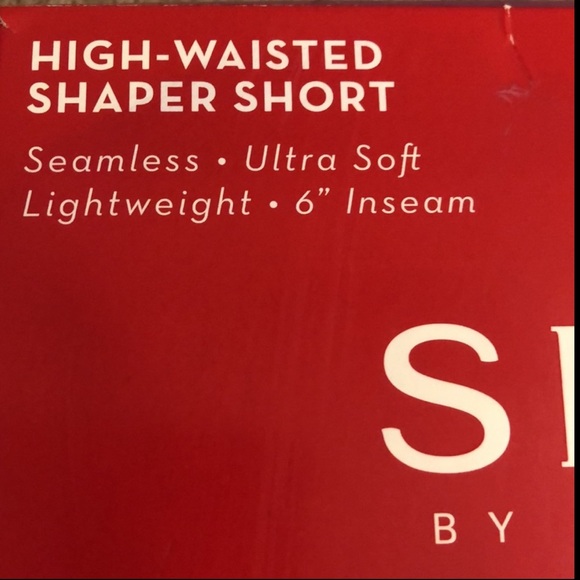 HIGH-WAISTED
SHAPER SHORT
Seamless • Ultra Soft
Lightweight • 6” Inseam
S
BY